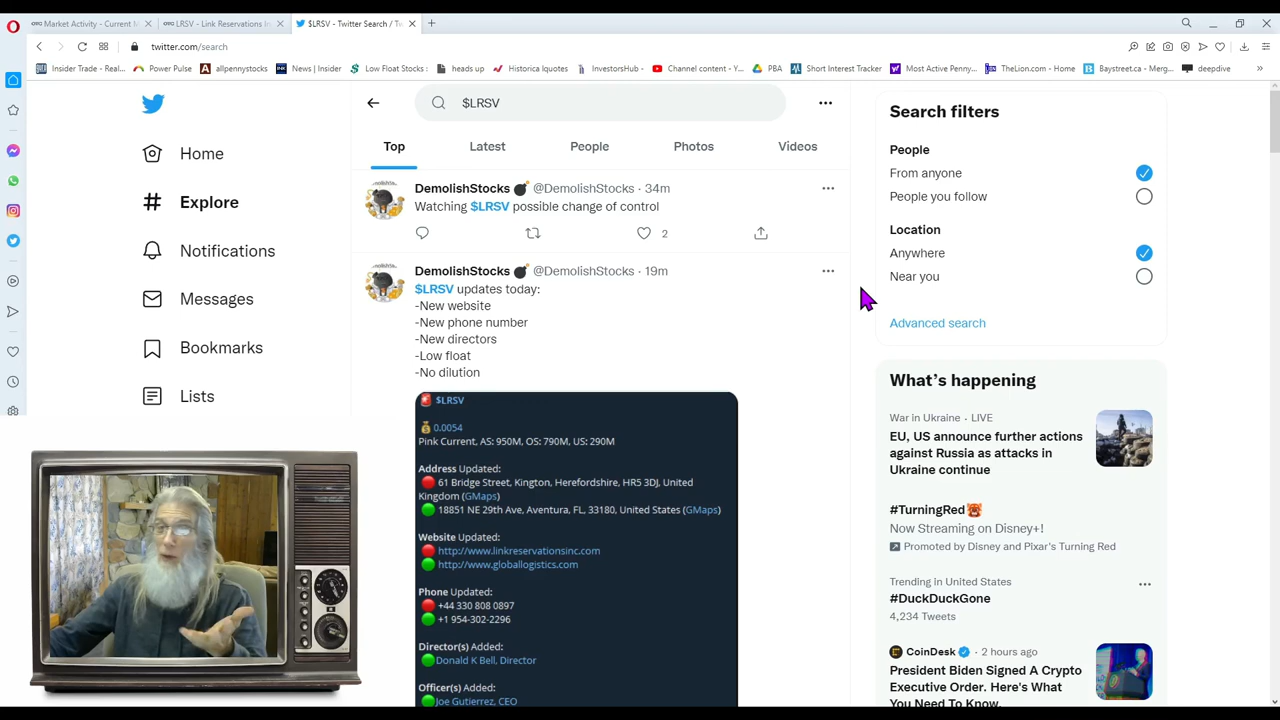 Market Activity - Current M
LRSV - Link Reservations In
$LRSV - Twitter Search / Tw
twitter.com/search
Insider Trade - Real...
Power Pulse
allpennystocks
News | Insider
Low Float Stocks :
heads up
Historica Iquotes
InvestorsHub -
Channel content - Y...
PBA
Short Interest Tracker
Most Active Penny...
TheLion.com - Home
Baystreet.ca - Merg...
deepdive
$LRSV
Home
Explore
Notifications
Messages
Bookmarks
Lists
Top
Latest
People
Photos
Videos
DemolishStocks 💣 @DemolishStocks · 34m
Watching $LRSV possible change of control
2
DemolishStocks 💣 @DemolishStocks · 19m
$LRSV updates today:
-New website
-New phone number
-New directors
-Low float
-No dilution
🚨 $LRSV
💰 0.0054
Pink Current, AS: 950M, OS: 790M, US: 290M
Address Updated:
🔴 61 Bridge Street, Kington, Herefordshire, HR5 3DJ, United
Kingdom (GMaps)
🟢 18851 NE 29th Ave, Aventura, FL, 33180, United States (GMaps)
Website Updated:
🔴 http://www.linkreservationsinc.com
🟢 http://www.globallogistics.com
Phone Updated:
🔴 +44 330 808 0897
🟢 +1 954-302-2296
Director(s) Added:
🟢 Donald K Bell, Director
Officer(s) Added:
🟢 Joe Gutierrez, CEO
Search filters
People
From anyone
People you follow
Location
Anywhere
Near you
Advanced search
What's happening
War in Ukraine · LIVE
EU, US announce further actions
against Russia as attacks in
Ukraine continue
#TurningRed
Now Streaming on Disney+!
Promoted by Disney and Pixar's Turning Red
Trending in United States
#DuckDuckGone
4,234 Tweets
CoinDesk · 2 hours ago
President Biden Signed A Crypto
Executive Order. Here's What
You Need To Know.